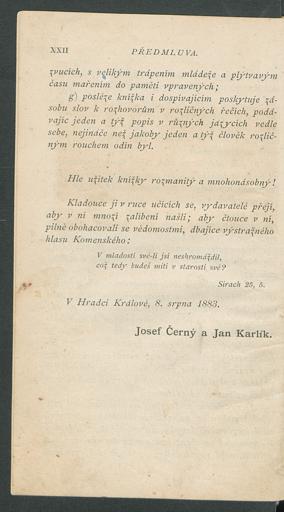 XXII PŘEDMLUVA.
zvucích, s velikým trápením mládeže a plýtvavým
času mařením do paměti vpravených;
g) posléze knížka i dospívajícím poskytuje zá-
sobu slov k rozhovorům v rozličných řečích, podá-
vajíc jeden a týž popis v různých jazycích vedle
sebe, nejináče než jakoby jeden a týž člověk rozlič-
ným rouchem oděn byl.
Hle užitek knížky rozmanitý a mnohonásobný!
Kladouce ji v ruce učících se, vydavatelé přejí,
aby v ní mnozí zalíbení našli; aby čtouce v ní,
pilně obohacovali se vědomostmi, dbajíce výstražného
hlasu Komenského:
V mladosti své-li jsi neshromáždil,
což tedy budeš míti v starosti své?
Sirach 25, 5.
V Hradci Králové, 8. srpna 1883.
Josef Černý a Jan Karlík.